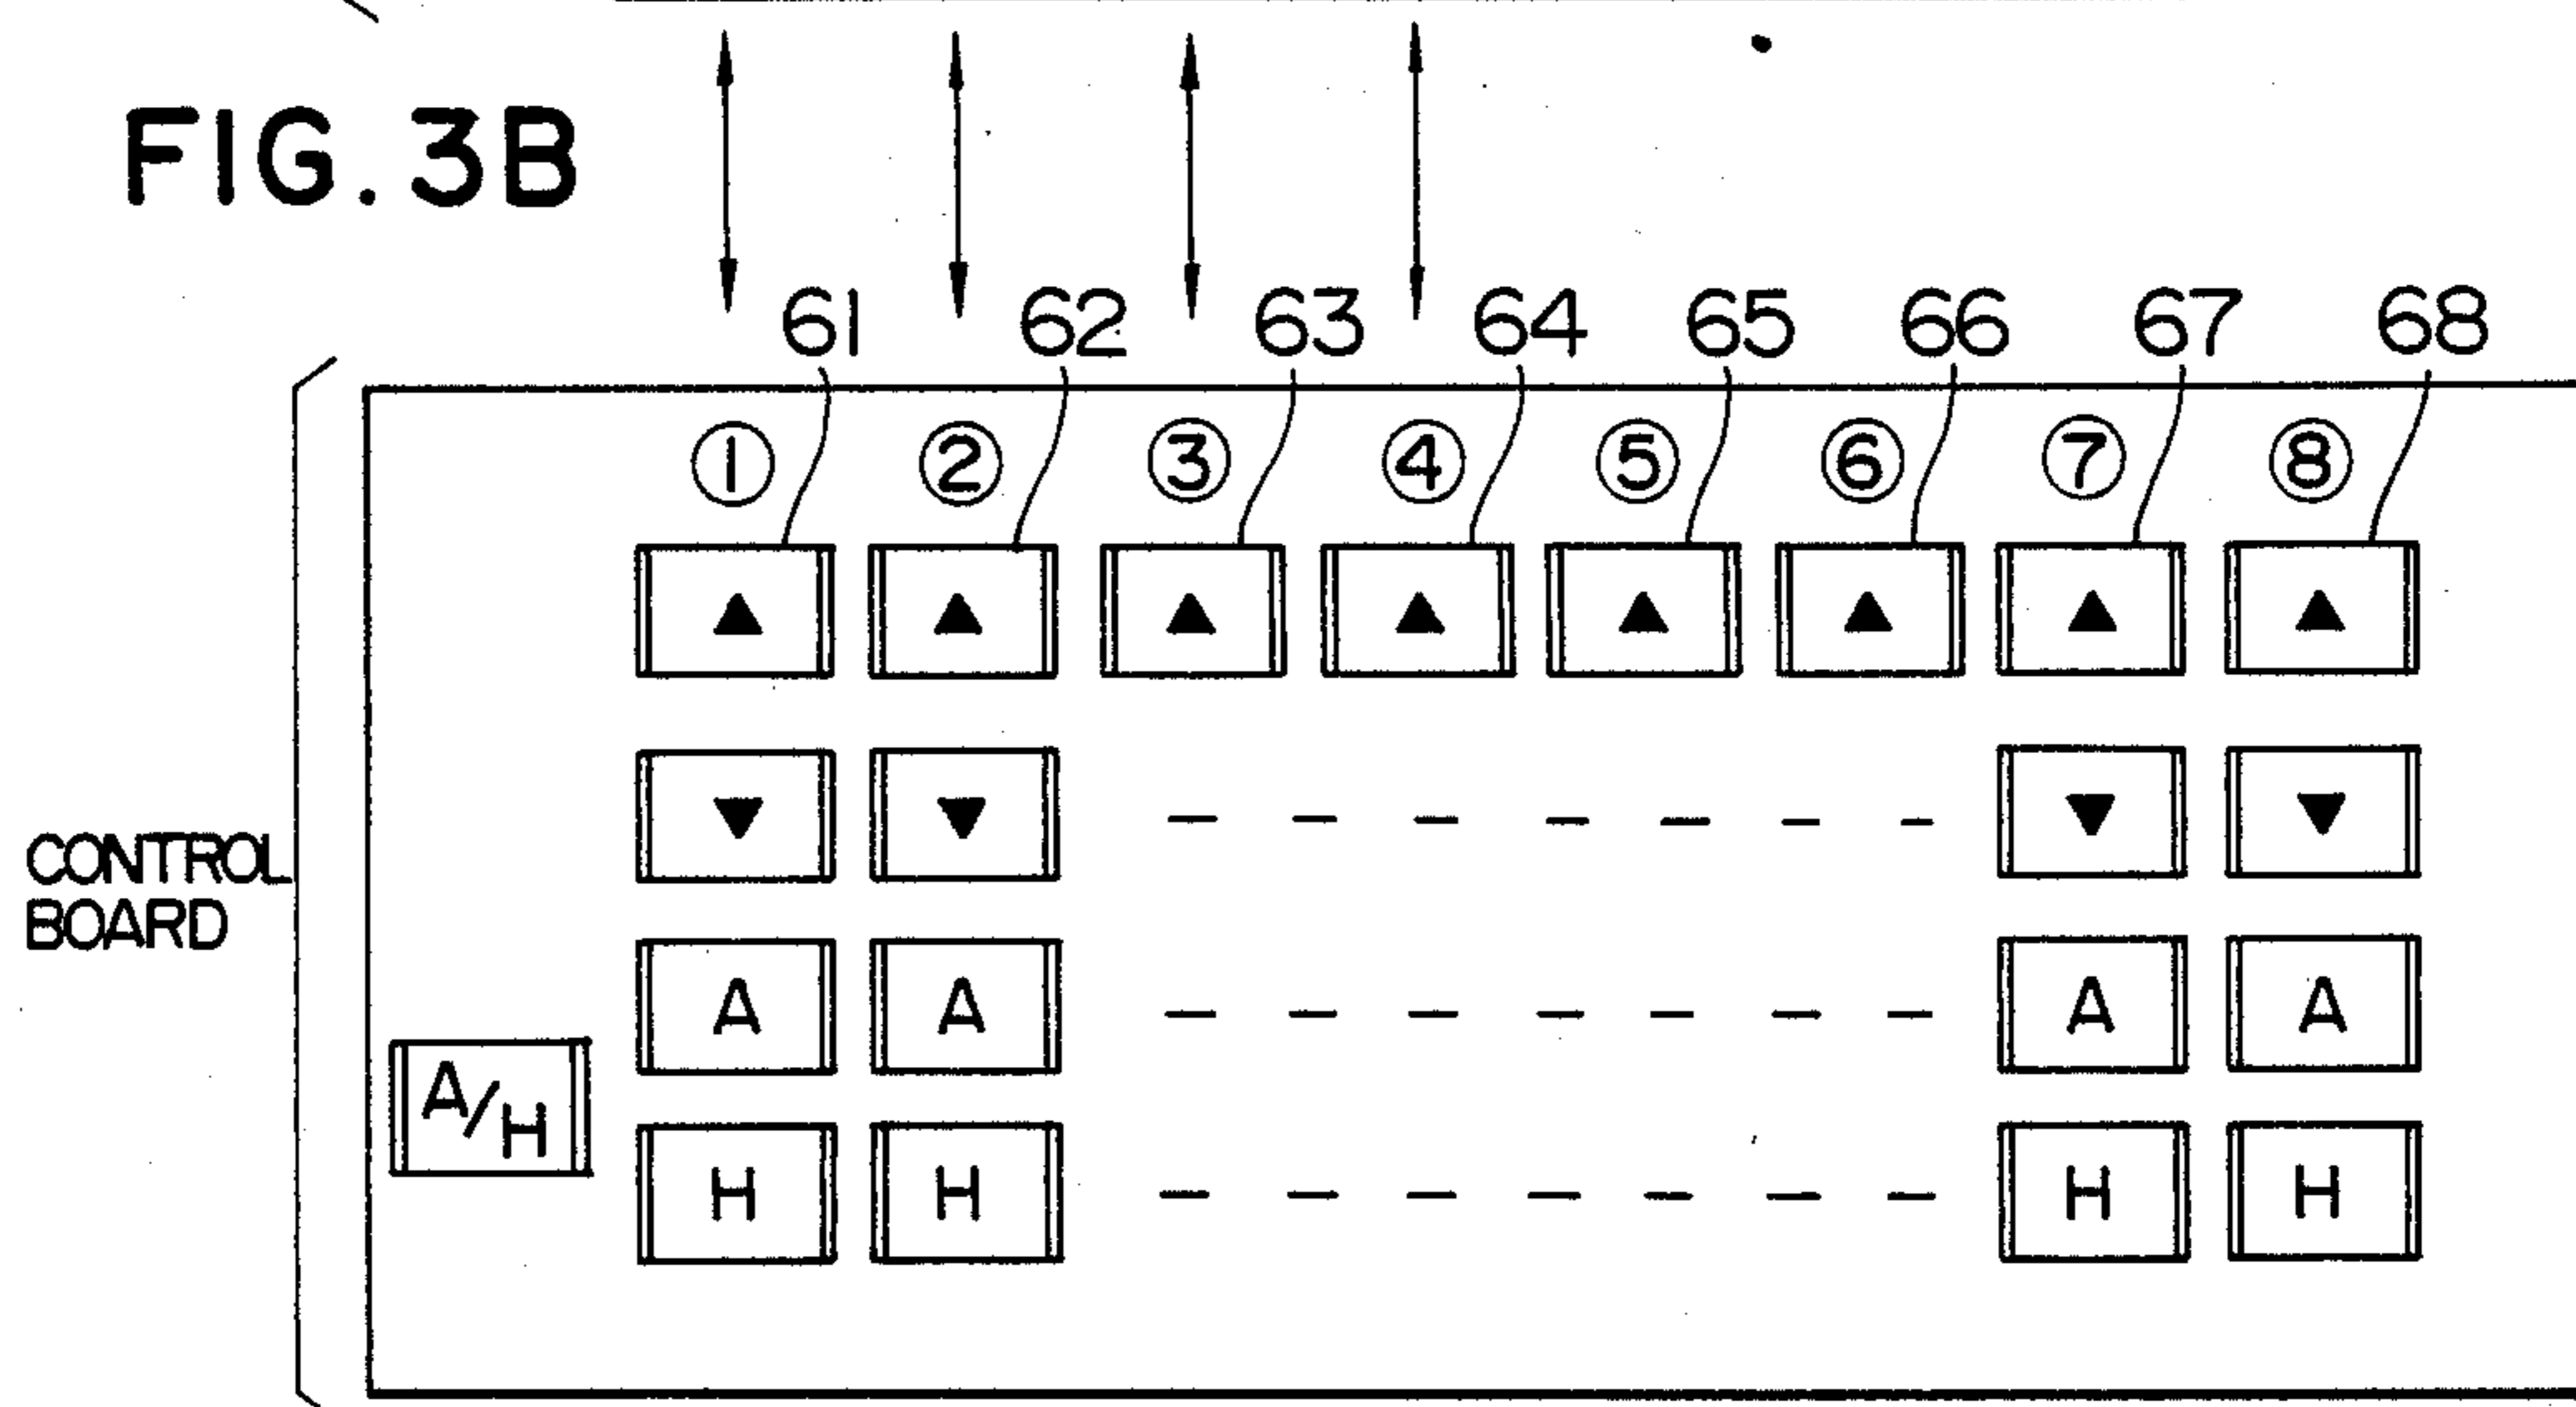 FIG. 3B
61 62 63 64 65 66 67 68
① ② ③ ④ ⑤ ⑥ ⑦ ⑧
▲ ▲ ▲ ▲ ▲ ▲ ▲ ▲
▼ ▼ – – – – – – – ▼ ▼
CONTROL
BOARD
A A – – – – – – – A A
A/H
H H – – – – – – – H H